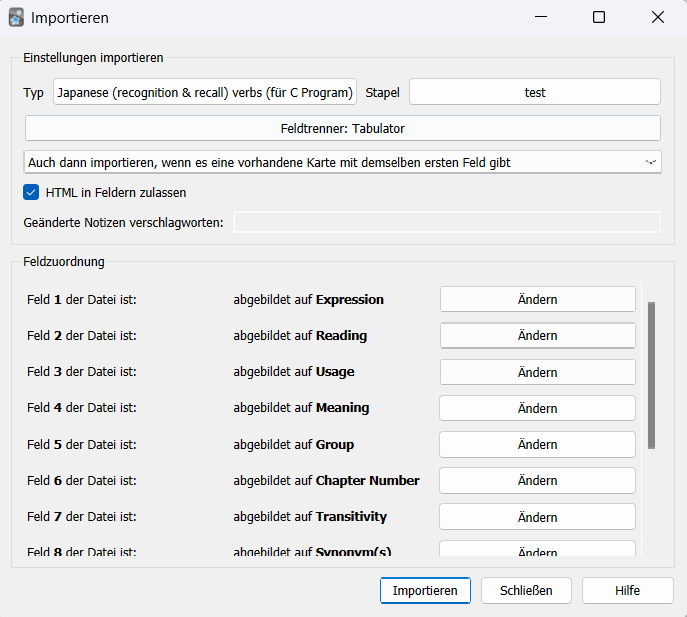 Importieren
Einstellungen importieren
Typ Japanese (recognition & recall) verbs (für C Program) Stapel test
Feldtrenner: Tabulator
Auch dann importieren, wenn es eine vorhandene Karte mit demselben ersten Feld gibt
HTML in Feldern zulassen
Geänderte Notizen verschlagworten:
Feldzuordnung
Feld 1 der Datei ist: abgebildet auf Expression Ändern
Feld 2 der Datei ist: abgebildet auf Reading Ändern
Feld 3 der Datei ist: abgebildet auf Usage Ändern
Feld 4 der Datei ist: abgebildet auf Meaning Ändern
Feld 5 der Datei ist: abgebildet auf Group Ändern
Feld 6 der Datei ist: abgebildet auf Chapter Number Ändern
Feld 7 der Datei ist: abgebildet auf Transitivity Ändern
Feld 8 der Datei ist: abgebildet auf Synonym(s) Ändern
Importieren Schließen Hilfe